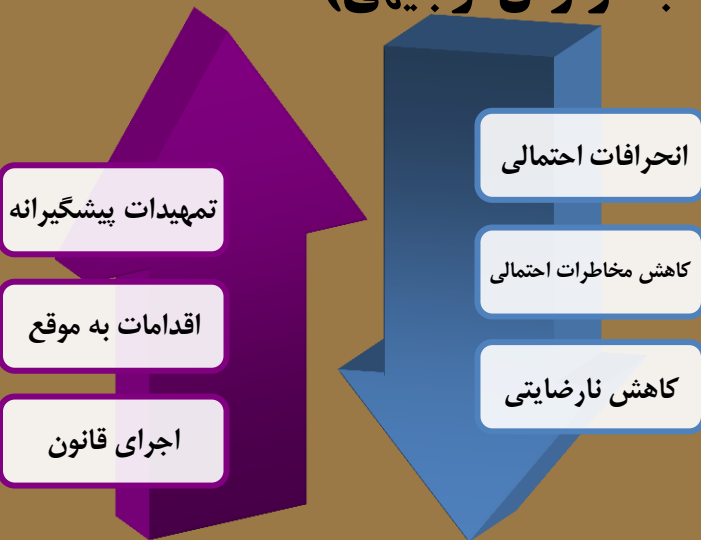 انحرافات احتمالی
کاهش مخاطرات احتمالی
کاهش نارضایتی
تمهیدات پیشگیرانه
اقدامات به موقع
اجرای قانون